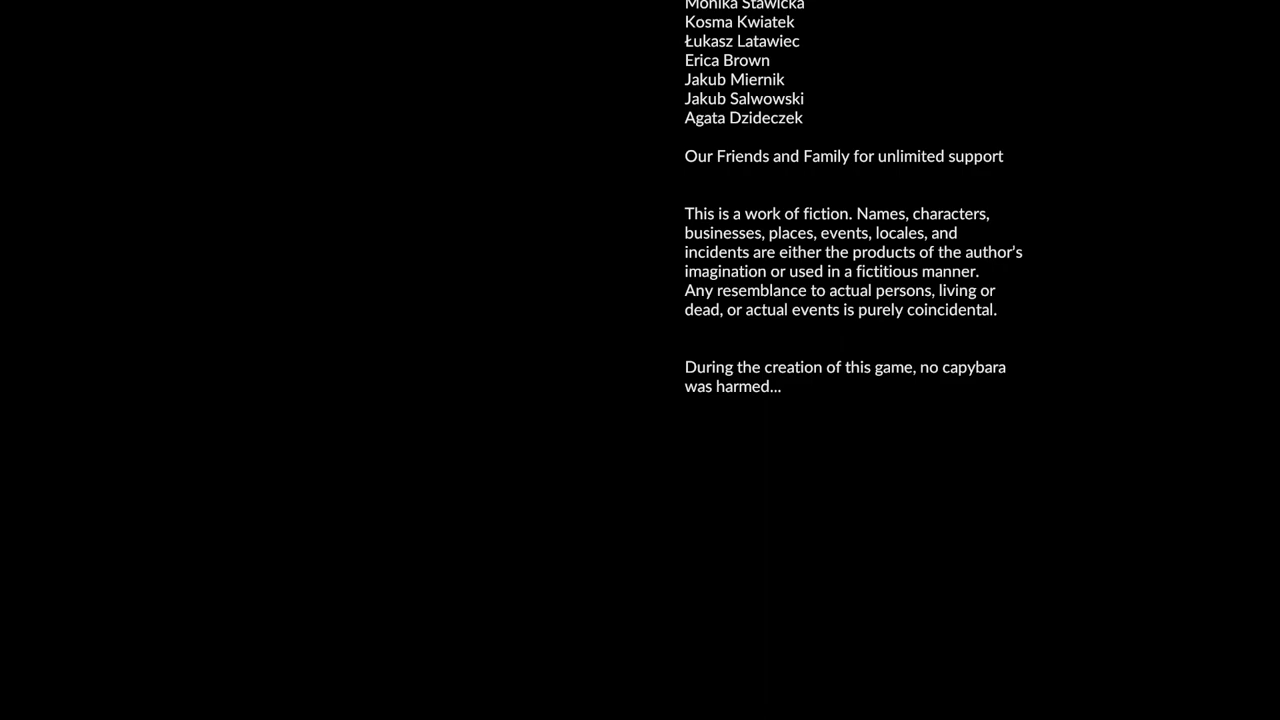 Monika Stawicka
Kosma Kwiatek
Łukasz Latawiec
Erica Brown
Jakub Miernik
Jakub Salwowski
Agata Dzideczek
Our Friends and Family for unlimited support
This is a work of fiction. Names, characters,
businesses, places, events, locales, and
incidents are either the products of the author's
imagination or used in a fictitious manner.
Any resemblance to actual persons, living or
dead, or actual events is purely coincidental.
During the creation of this game, no capybara
was harmed...